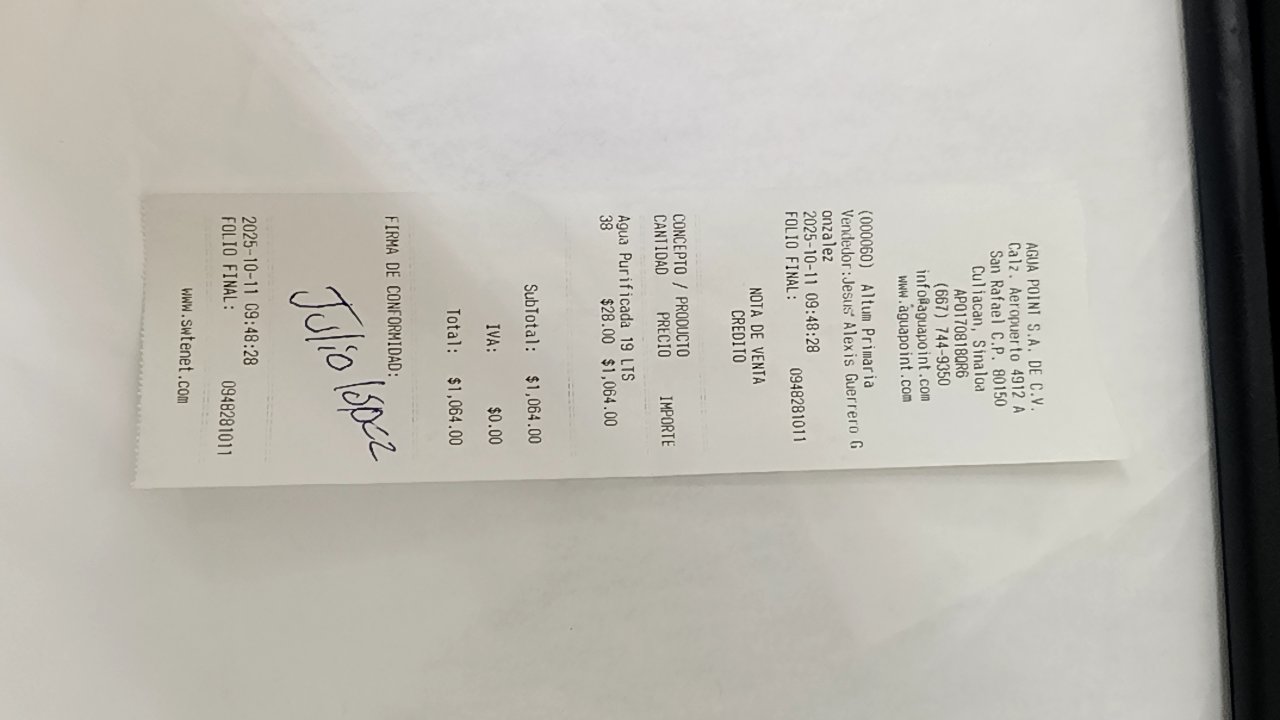 AGUA POINT S.A. DE C.V.
Calz. Aeropuerto 4912 A
San Rafael C.P. 80150
Culiacan, Sinaloa
APO170818QR6
(667) 744-9350
info@aguapoint.com
www.aguapoint.com
(000060) Altum Primaria
Vendedor:Jesus Alexis Guerrero G
onzalez
2025-10-11 09:48:28
FOLIO FINAL: 0948281011
NOTA DE VENTA
CREDITO
CONCEPTO / PRODUCTO
CANTIDAD PRECIO IMPORTE
Agua Purificada 19 LTS
38 $28.00 $1,064.00
SubTotal: $1,064.00
IVA: $0.00
Total: $1,064.00
FIRMA DE CONFORMIDAD:
Julio lopez
2025-10-11 09:48:28
FOLIO FINAL: 0948281011
www.swtenet.com